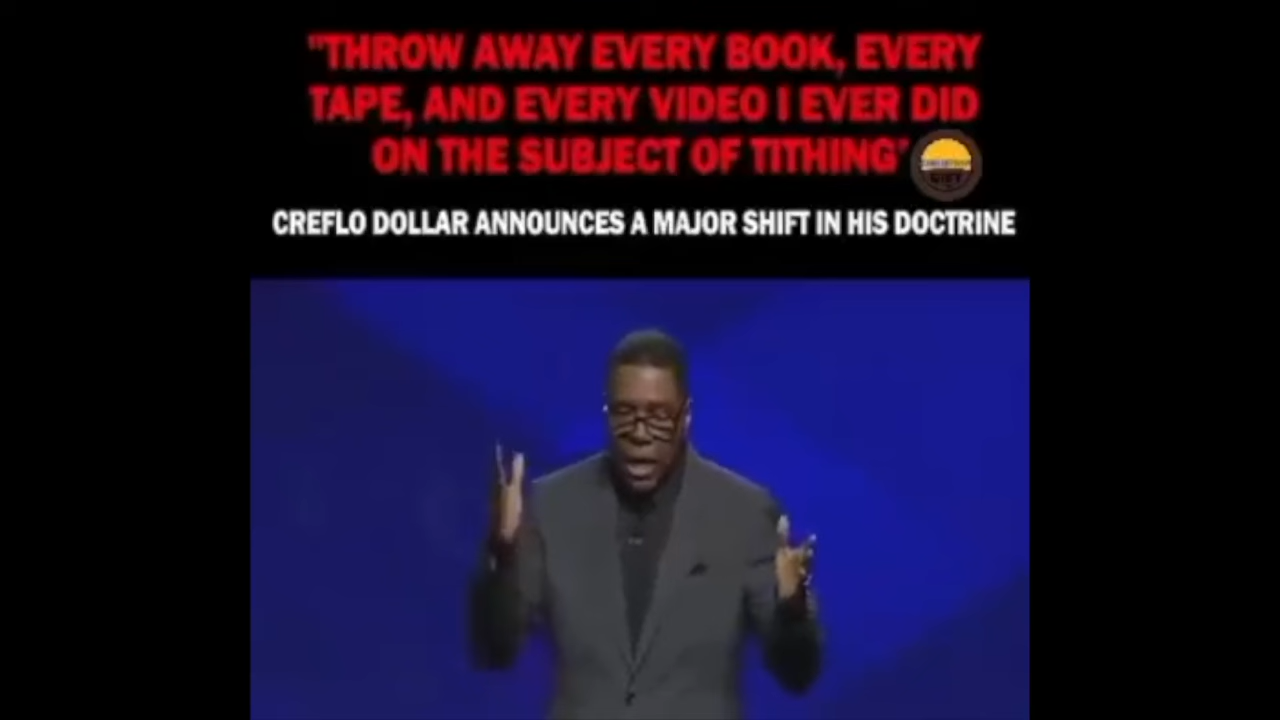 "THROW AWAY EVERY BOOK, EVERY
TAPE, AND EVERY VIDEO I EVER DID
ON THE SUBJECT OF TITHING"
CREFLO DOLLAR ANNOUNCES A MAJOR SHIFT IN HIS DOCTRINE